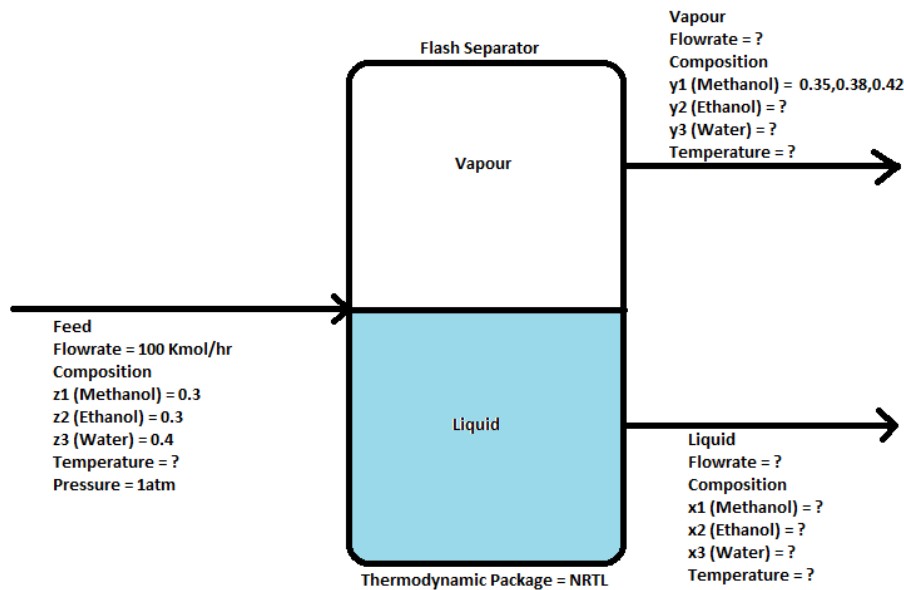 Flash Separator
Vapour
Flowrate = ?
Composition
y1 (Methanol) = 0.35,0.38,0.42
y2 (Ethanol) = ?
y3 (Water) = ?
Temperature = ?
Vapour
Feed
Flowrate = 100 Kmol/hr
Composition
z1 (Methanol) = 0.3
z2 (Ethanol) = 0.3
z3 (Water) = 0.4
Temperature = ?
Pressure = 1atm
Liquid
Liquid
Flowrate = ?
Composition
x1 (Methanol) = ?
x2 (Ethanol) = ?
x3 (Water) = ?
Temperature = ?
Thermodynamic Package = NRTL